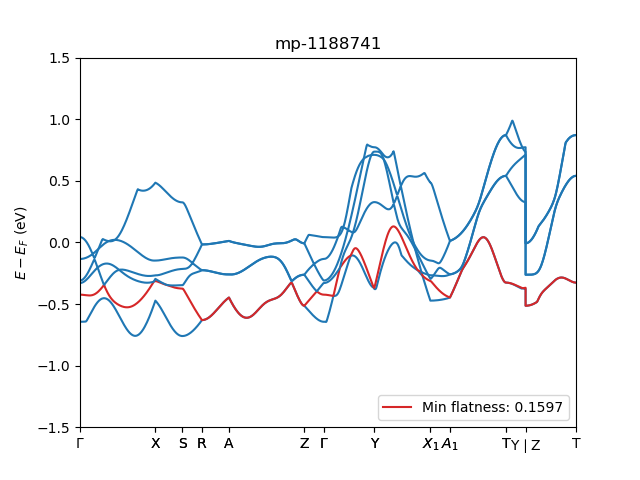 mp-1188741
E − E_F (eV)
1.5
1.0
0.5
0.0
−0.5
−1.0
−1.5
Min flatness: 0.1597
Γ X S R A Z Γ Y X₁ A₁ T Y | Z T